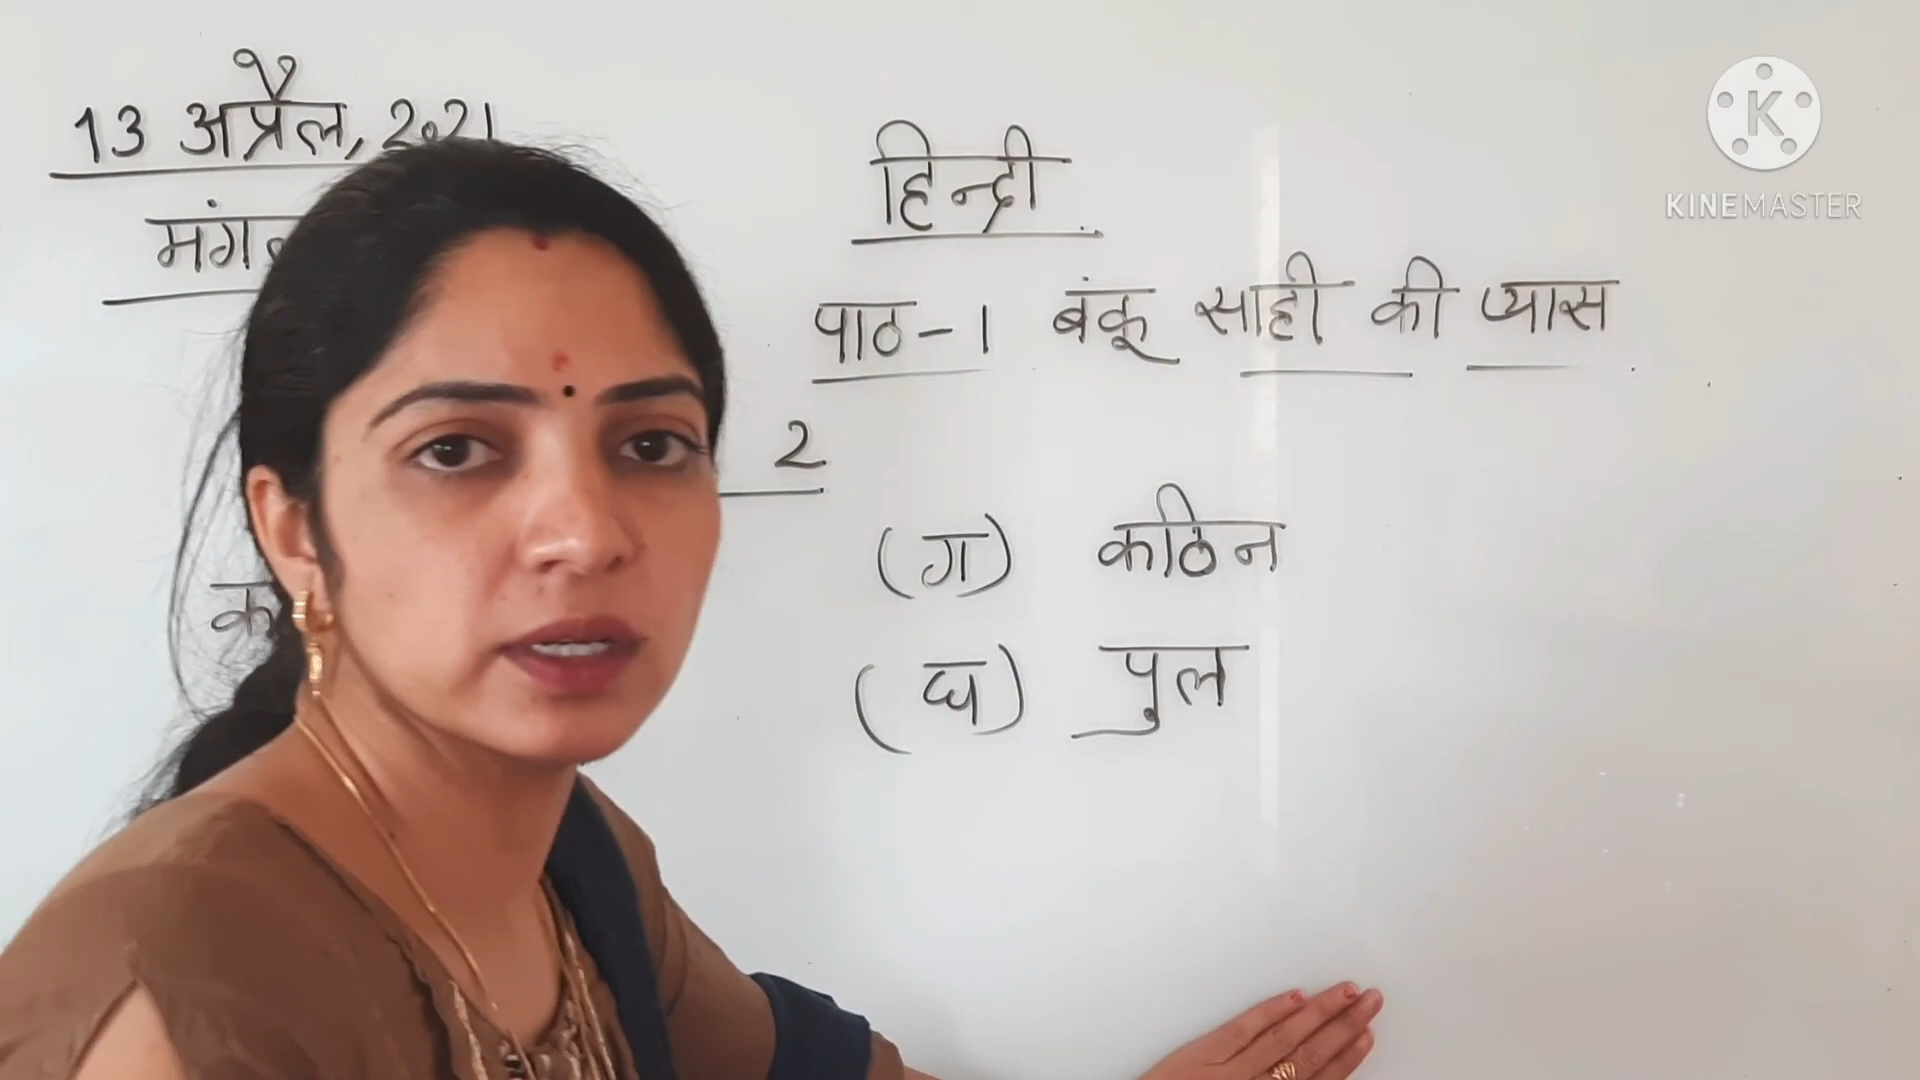 13 अप्रैल, 2021
हिन्दी
पाठ-1 बंकू साही की प्यास
2
(ग) कठिन
(घ) पुल
K
KINEMASTER